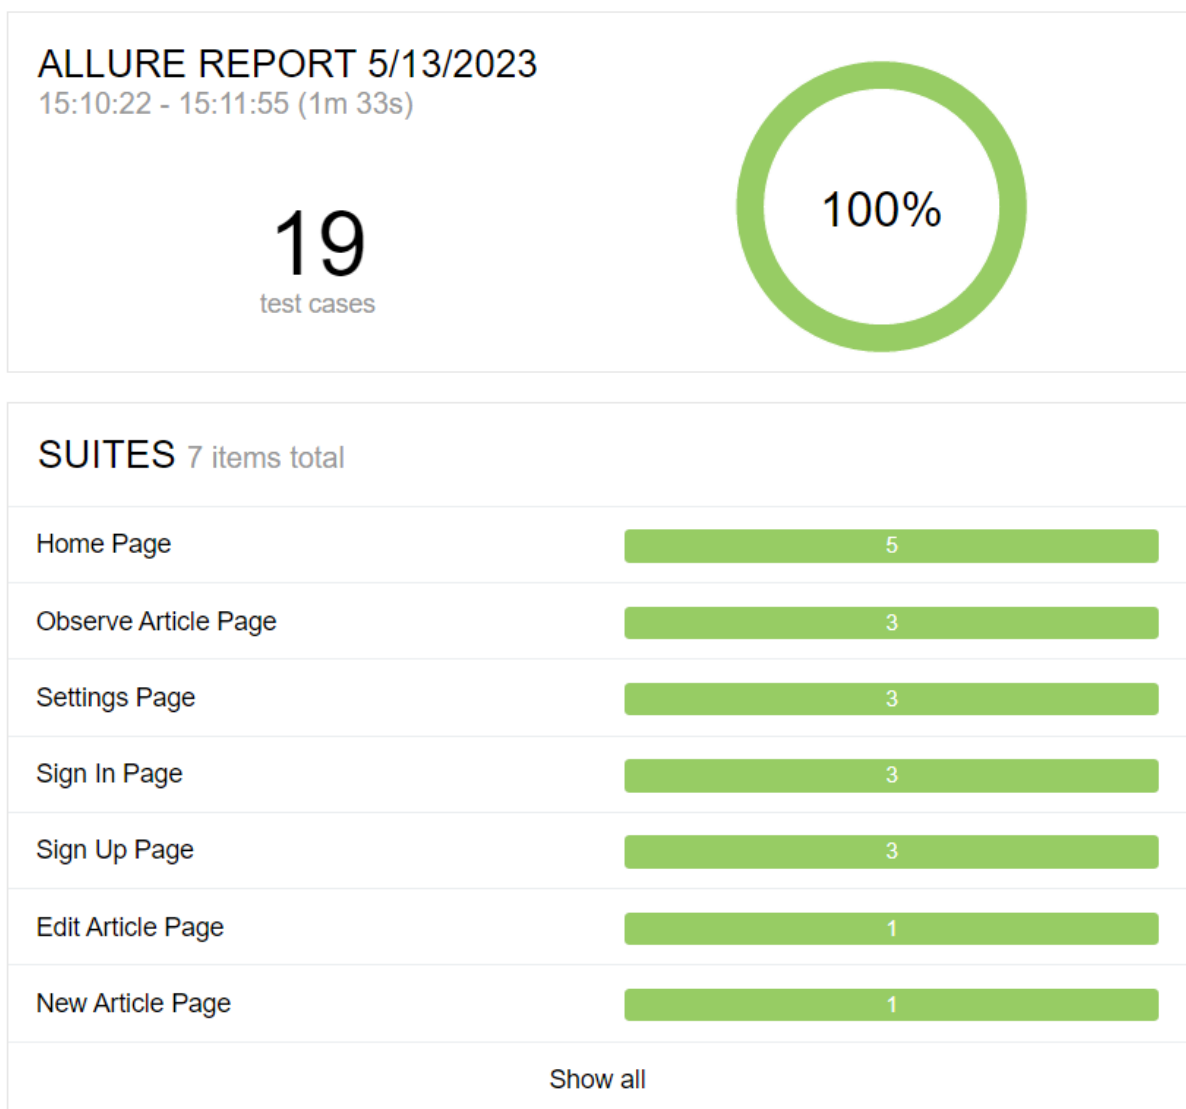 ALLURE REPORT 5/13/2023
15:10:22 - 15:11:55 (1m 33s)
19
test cases
100%
SUITES 7 items total
Home Page 5
Observe Article Page 3
Settings Page 3
Sign In Page 3
Sign Up Page 3
Edit Article Page 1
New Article Page 1
Show all